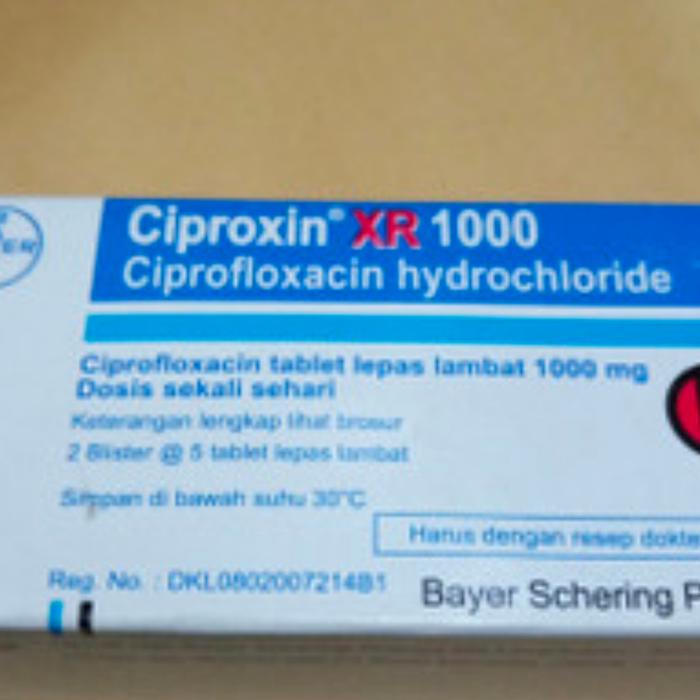 Ciproxin® XR 1000
Ciprofloxacin hydrochloride
Ciprofloxacin tablet lepas lambat 1000 mg
Dosis sekali sehari
Keterangan lengkap lihat brosur
2 Blister @ 5 tablet lepas lambat
Simpan di bawah suhu 30°C
Harus dengan resep dokte
Reg. No. : DKL0802007214B1
Bayer Schering P